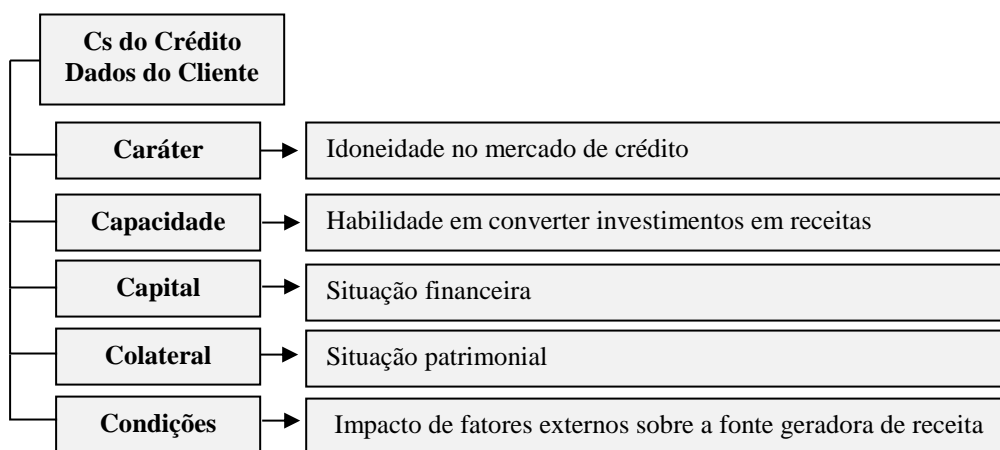 Cs do Crédito
Dados do Cliente
Caráter
Idoneidade no mercado de crédito
Capacidade
Habilidade em converter investimentos em receitas
Capital
Situação financeira
Colateral
Situação patrimonial
Condições
Impacto de fatores externos sobre a fonte geradora de receita